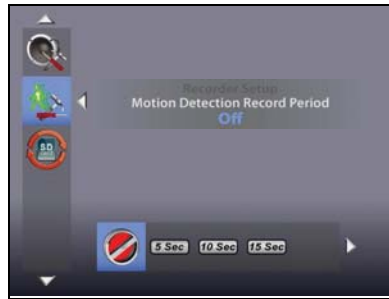 Recorder Setup
Motion Detection Record Period
Off
SD
5 Sec 10 Sec 15 Sec